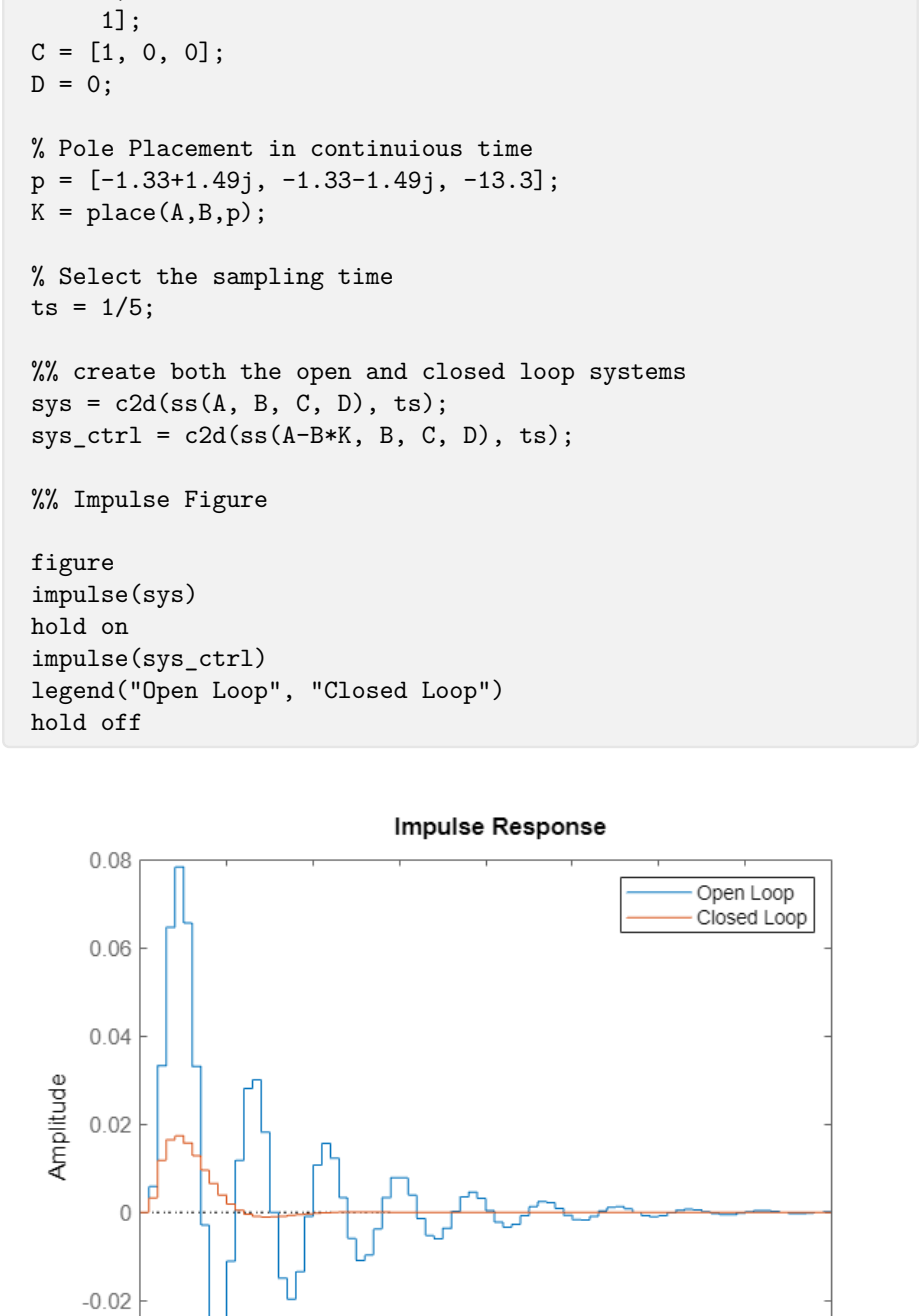 1];
C = [1, 0, 0];
D = 0;
% Pole Placement in continuious time
p = [-1.33+1.49j, -1.33-1.49j, -13.3];
K = place(A,B,p);
% Select the sampling time
ts = 1/5;
%% create both the open and closed loop systems
sys = c2d(ss(A, B, C, D), ts);
sys_ctrl = c2d(ss(A-B*K, B, C, D), ts);
%% Impulse Figure
figure
impulse(sys)
hold on
impulse(sys_ctrl)
legend("Open Loop", "Closed Loop")
hold off
Impulse Response
0.08
Open Loop
Closed Loop
0.06
0.04
Amplitude
0.02
0
-0.02